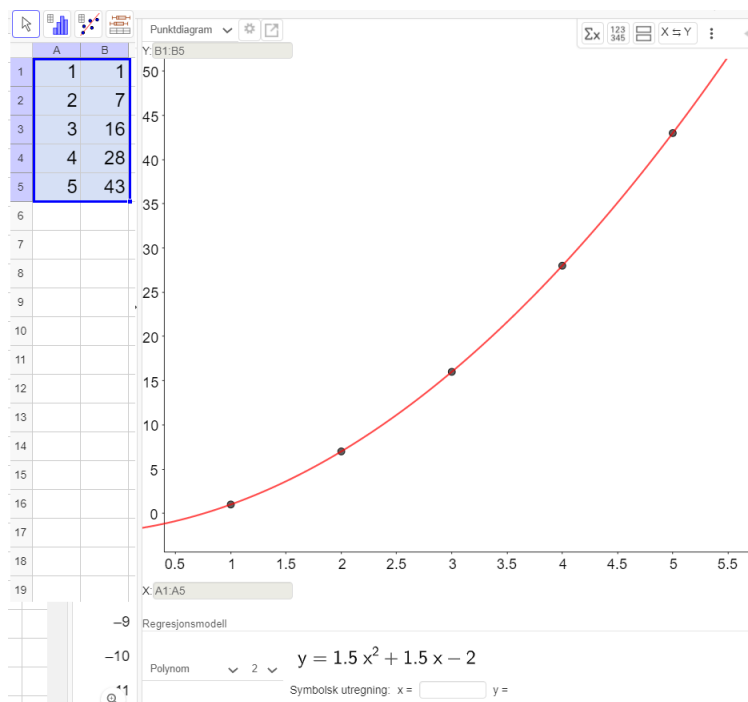 Punktdiagram
Σx 123 345 X ⇆ Y
A B
Y: B1:B5
1 1 1
2 2 7
3 3 16
4 4 28
5 5 43
6
7
8
9
10
11
12
13
14
15
16
17
18
19
50
45
40
35
30
25
20
15
10
5
0
0.5 1 1.5 2 2.5 3 3.5 4 4.5 5 5.5
X: A1:A5
–9
–10
11
Regresjonsmodell
Polynom 2
y = 1.5 x² + 1.5 x – 2
Symbolsk utregning: x = y =